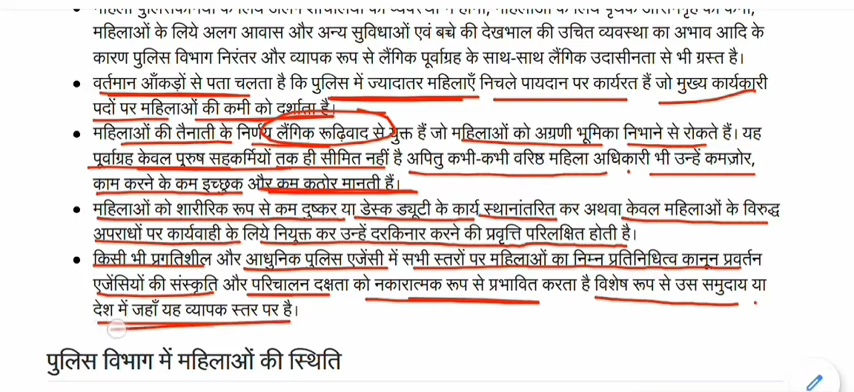 महिलाओं के लिये अलग आवास और अन्य सुविधाओं एवं बच्चे की देखभाल की उचित व्यवस्था का अभाव आदि के
कारण पुलिस विभाग निरंतर और व्यापक रूप से लैंगिक पूर्वाग्रह के साथ-साथ लैंगिक उदासीनता से भी ग्रस्त है।
• वर्तमान आँकड़ों से पता चलता है कि पुलिस में ज्यादातर महिलाएँ निचले पायदान पर कार्यरत हैं जो मुख्य कार्यकारी
पदों पर महिलाओं की कमी को दर्शाता है।
• महिलाओं की तैनाती के निर्णय लैंगिक रूढ़िवाद से युक्त हैं जो महिलाओं को अग्रणी भूमिका निभाने से रोकते हैं। यह
पूर्वाग्रह केवल पुरुष सहकर्मियों तक ही सीमित नहीं है अपितु कभी-कभी वरिष्ठ महिला अधिकारी भी उन्हें कमज़ोर,
काम करने के कम इच्छुक और कम कठोर मानती हैं।
• महिलाओं को शारीरिक रूप से कम दुष्कर या डेस्क ड्यूटी के कार्य स्थानांतरित कर अथवा केवल महिलाओं के विरुद्ध
अपराधों पर कार्यवाही के लिये नियुक्त कर उन्हें दरकिनार करने की प्रवृत्ति परिलक्षित होती है।
• किसी भी प्रगतिशील और आधुनिक पुलिस एजेंसी में सभी स्तरों पर महिलाओं का निम्न प्रतिनिधित्व कानून प्रवर्तन
एजेंसियों की संस्कृति और परिचालन दक्षता को नकारात्मक रूप से प्रभावित करता है विशेष रूप से उस समुदाय या
देश में जहाँ यह व्यापक स्तर पर है।
पुलिस विभाग में महिलाओं की स्थिति